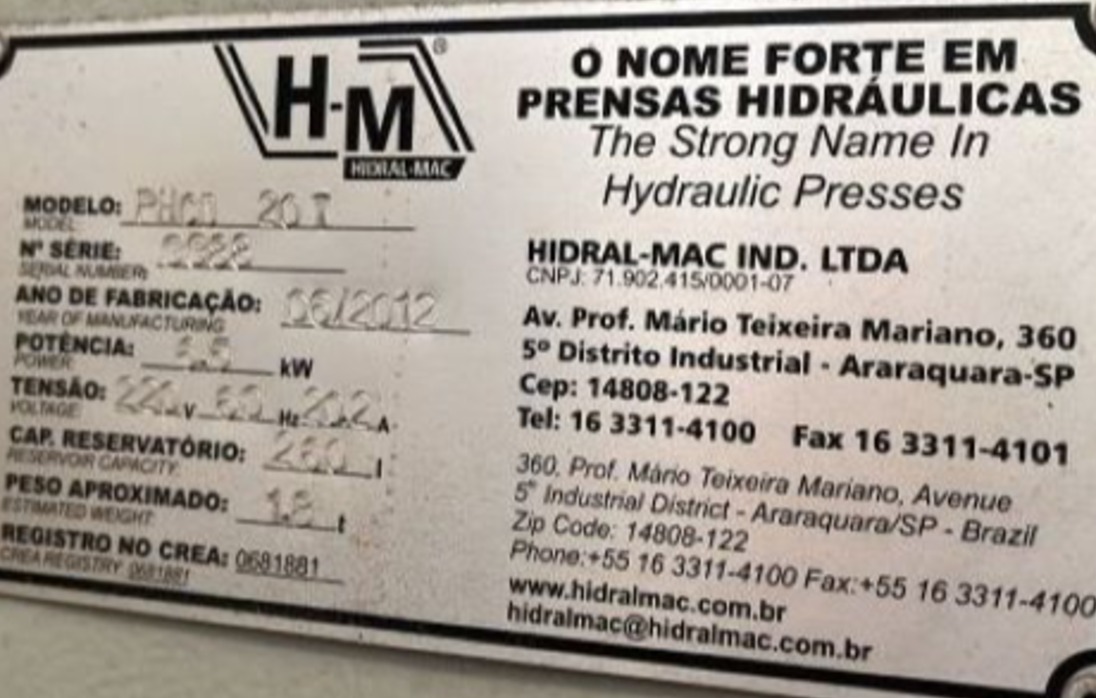 H-M®
HIDRAL-MAC
MODELO: 20 T
MODEL
Nº SÉRIE:
SERIAL NUMBER:
ANO DE FABRICAÇÃO: 06/2012
YEAR OF MANUFACTURING
POTÊNCIA: kW
POWER:
TENSÃO: 220 V 60 Hz A
VOLTAGE:
CAP. RESERVATÓRIO: l
RESERVOIR CAPACITY:
PESO APROXIMADO: 1.8 t
ESTIMATED WEIGHT
REGISTRO NO CREA: 0681881
CREA REGISTRY 0681881
O NOME FORTE EM
PRENSAS HIDRÁULICAS
The Strong Name In
Hydraulic Presses
HIDRAL-MAC IND. LTDA
CNPJ: 71.902.415/0001-07
Av. Prof. Mário Teixeira Mariano, 360
5º Distrito Industrial - Araraquara-SP
Cep: 14808-122
Tel: 16 3311-4100 Fax 16 3311-4101
360, Prof. Mário Teixeira Mariano, Avenue
5º Industrial District - Araraquara/SP - Brazil
Zip Code: 14808-122
Phone:+55 16 3311-4100 Fax:+55 16 3311-4100
www.hidralmac.com.br
hidralmac@hidralmac.com.br